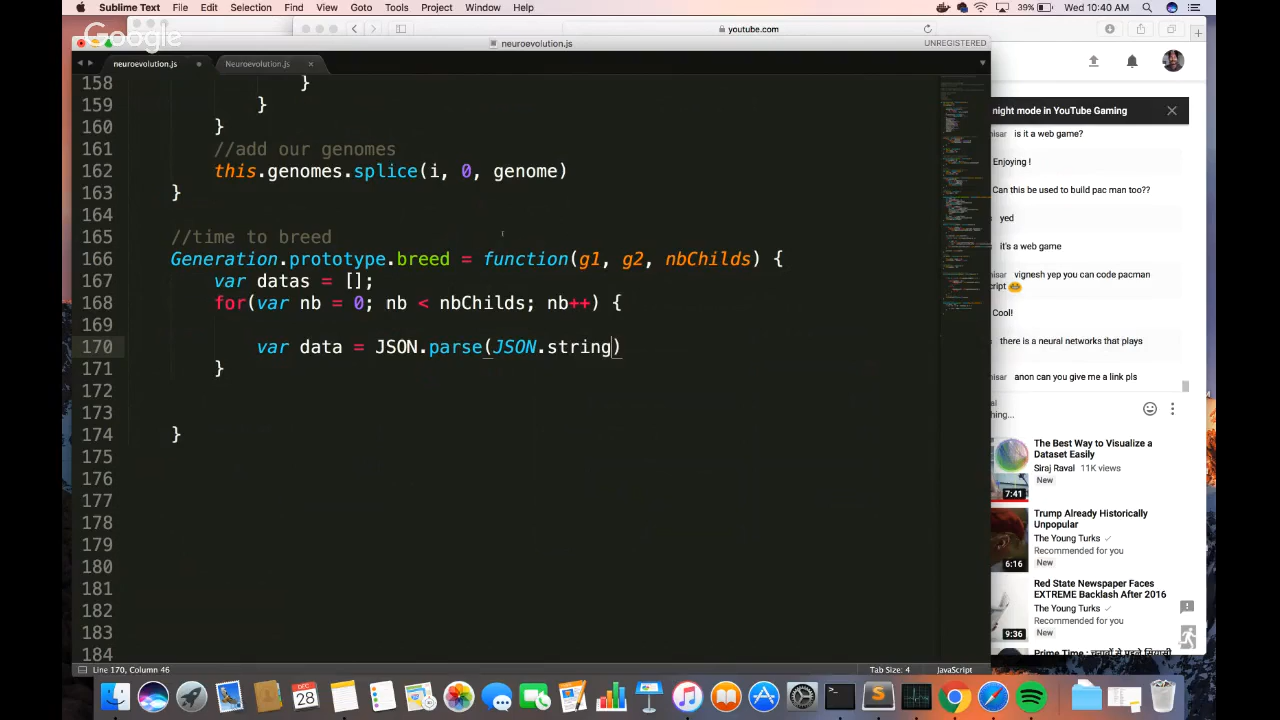 Sublime Text File Edit Selection Find View Goto Tools Project Window Help 39% Wed 10:40 AM
Google
neuroevolution.js UNREGISTERED
youtube.com
neuroevolution.js Neuroevolution.js
158 }
159 }
160 }
161 //add our genomes
162 this.genomes.splice(i, 0, genome)
163 }
164
165 //time to breed
166 Generation.prototype.breed = function(g1, g2, nbChilds) {
167 var datas = [];
168 for(var nb = 0; nb < nbChilds; nb++) {
169
170 var data = JSON.parse(JSON.string)
171 }
172
173
174 }
175
176
177
178
179
180
181
182
183
184
Line 170, Column 46 Tab Size: 4 JavaScript
night mode in YouTube Gaming
is it a web game?
Enjoying !
Can this be used to build pac man too??
yed
it's a web game
vignesh yep you can code pacman
cript
Cool!
there is a neural networks that plays
anon can you give me a link pls
thing...
The Best Way to Visualize a
Dataset Easily
Siraj Raval 11K views
New
7:41
Trump Already Historically
Unpopular
The Young Turks
Recommended for you
New
6:16
Red State Newspaper Faces
EXTREME Backlash After 2016
The Young Turks
Recommended for you
New
9:36
Prime Time :
DEC
28